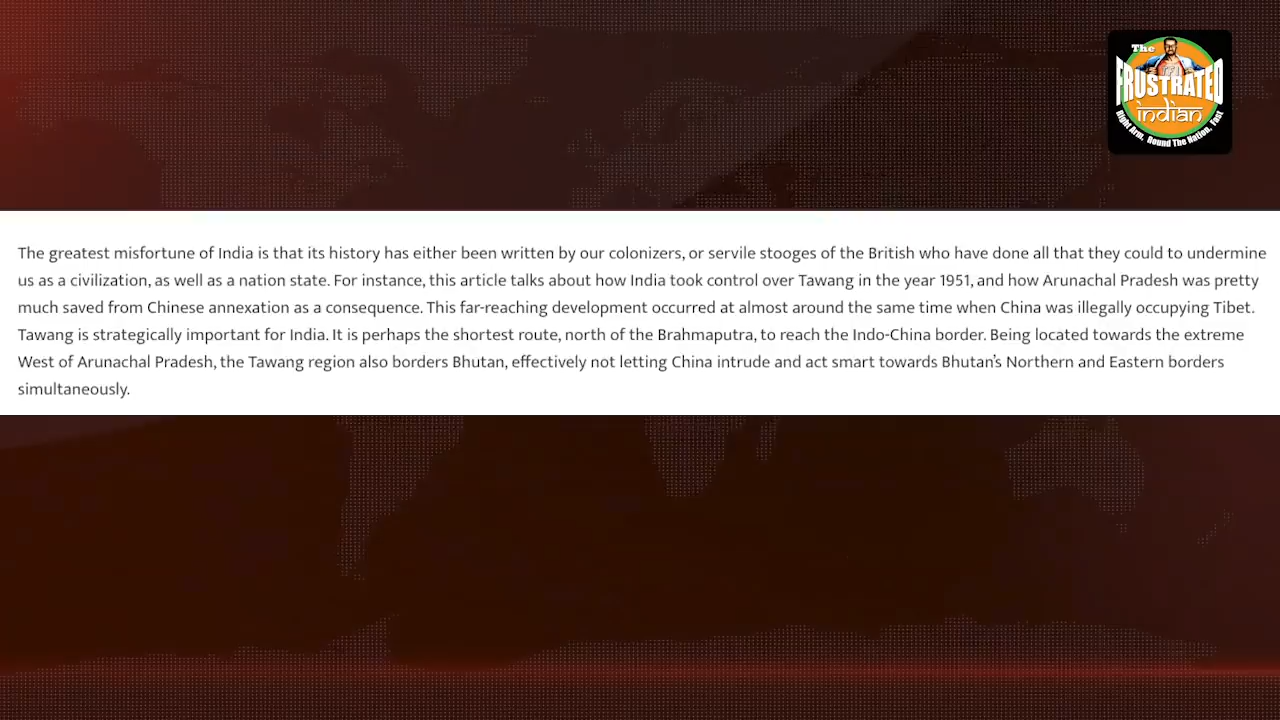 The
FRUSTRATED
indian
Right Arm, Round The Nation, Fast
The greatest misfortune of India is that its history has either been written by our colonizers, or servile stooges of the British who have done all that they could to undermine
us as a civilization, as well as a nation state. For instance, this article talks about how India took control over Tawang in the year 1951, and how Arunachal Pradesh was pretty
much saved from Chinese annexation as a consequence. This far-reaching development occurred at almost around the same time when China was illegally occupying Tibet.
Tawang is strategically important for India. It is perhaps the shortest route, north of the Brahmaputra, to reach the Indo-China border. Being located towards the extreme
West of Arunachal Pradesh, the Tawang region also borders Bhutan, effectively not letting China intrude and act smart towards Bhutan's Northern and Eastern borders
simultaneously.